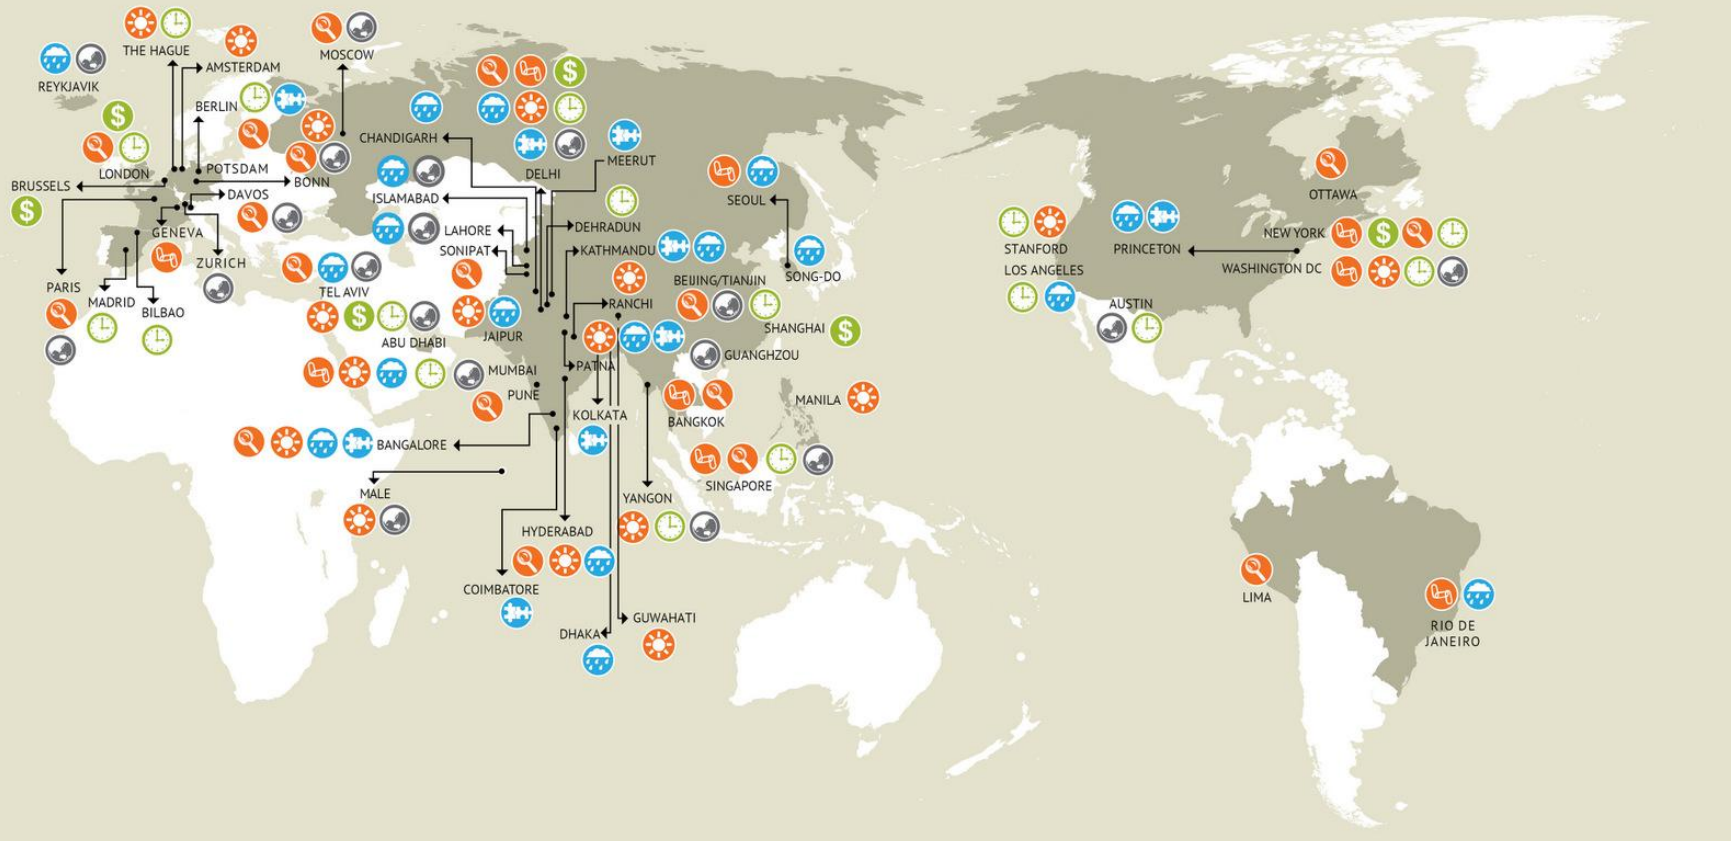 THE HAGUE
MOSCOW
AMSTERDAM
REYKJAVIK
BERLIN
CHANDIGARH
MEERUT
LONDON
POTSDAM
DELHI
BRUSSELS
BONN
DAVOS
ISLAMABAD
SEOUL
OTTAWA
GENEVA
LAHORE
DEHRADUN
NEW YORK
SONIPAT
KATHMANDU
STANFORD
PRINCETON
ZURICH
SONG-DO
LOS ANGELES
WASHINGTON DC
PARIS
TEL AVIV
BEIJING/TIANJIN
MADRID
RANCHI
AUSTIN
BILBAO
SHANGHAI
ABU DHABI
JAIPUR
GUANGHZOU
PATNA
MUMBAI
PUNE
MANILA
KOLKATA
BANGKOK
BANGALORE
SINGAPORE
MALE
YANGON
HYDERABAD
COIMBATORE
LIMA
GUWAHATI
RIO DE
JANEIRO
DHAKA